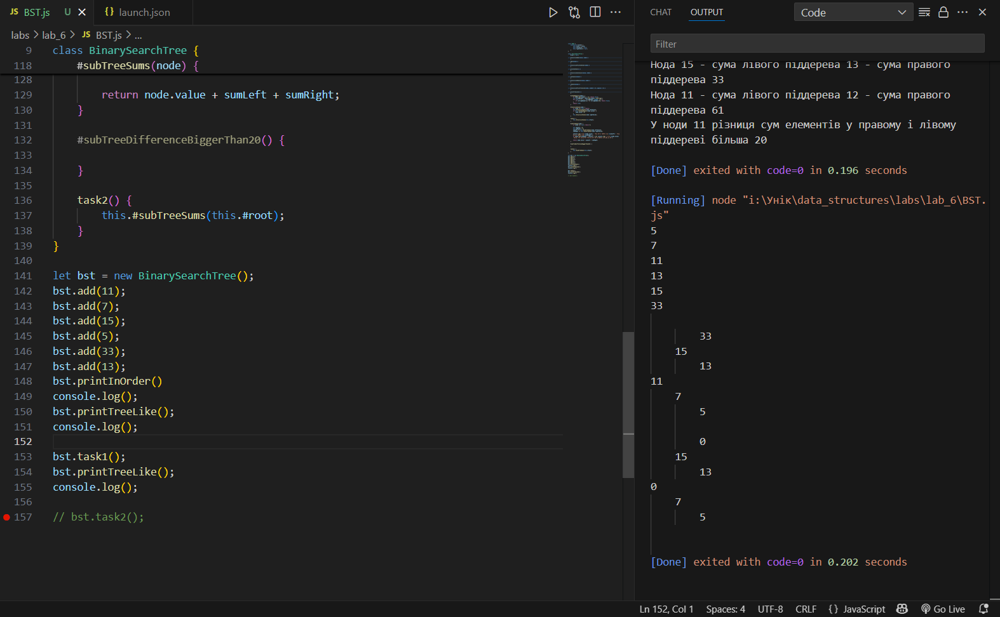 JS BST.js U
{} launch.json
labs > lab_6 > JS BST.js > ...
9 class BinarySearchTree {
118 #subTreeSums(node) {
128
129 return node.value + sumLeft + sumRight;
130 }
131
132 #subTreeDifferenceBiggerThan20() {
133
134 }
135
136 task2() {
137 this.#subTreeSums(this.#root);
138 }
139 }
140
141 let bst = new BinarySearchTree();
142 bst.add(11);
143 bst.add(7);
144 bst.add(15);
145 bst.add(5);
146 bst.add(33);
147 bst.add(13);
148 bst.printInOrder()
149 console.log();
150 bst.printTreeLike();
151 console.log();
152
153 bst.task1();
154 bst.printTreeLike();
155 console.log();
156
157 // bst.task2();
CHAT OUTPUT
Code
Filter
Нода 15 - сума лівого піддерева 13 - сума правого
піддерева 33
Нода 11 - сума лівого піддерева 12 - сума правого
піддерева 61
У ноди 11 різниця сум елементів у правому і лівому
піддереві більша 20
[Done] exited with code=0 in 0.196 seconds
[Running] node "i:\Унік\data_structures\labs\lab_6\BST.
js"
5
7
11
13
15
33
33
15
13
11
7
5
0
15
13
0
7
5
[Done] exited with code=0 in 0.202 seconds
Ln 152, Col 1 Spaces: 4 UTF-8 CRLF {} JavaScript Go Live